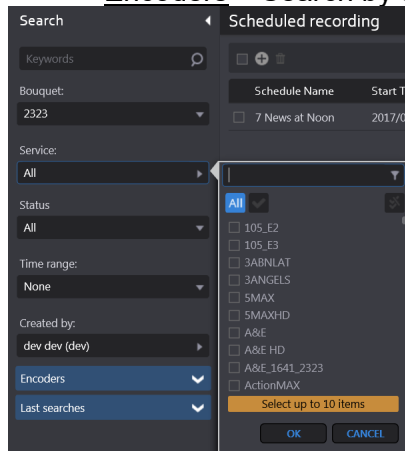 Encoders
Search by
Search
Scheduled recording
Keywords
Bouquet:
2323
Schedule Name Start T
7 News at Noon 2017/0
Service:
All
Status
All
Time range:
None
Created by:
dev dev (dev)
Encoders
Last searches
All
105_E2
105_E3
3ABNLAT
3ANGELS
5MAX
5MAXHD
A&E
A&E HD
A&E_1641_2323
ActionMAX
Select up to 10 items
OK CANCEL